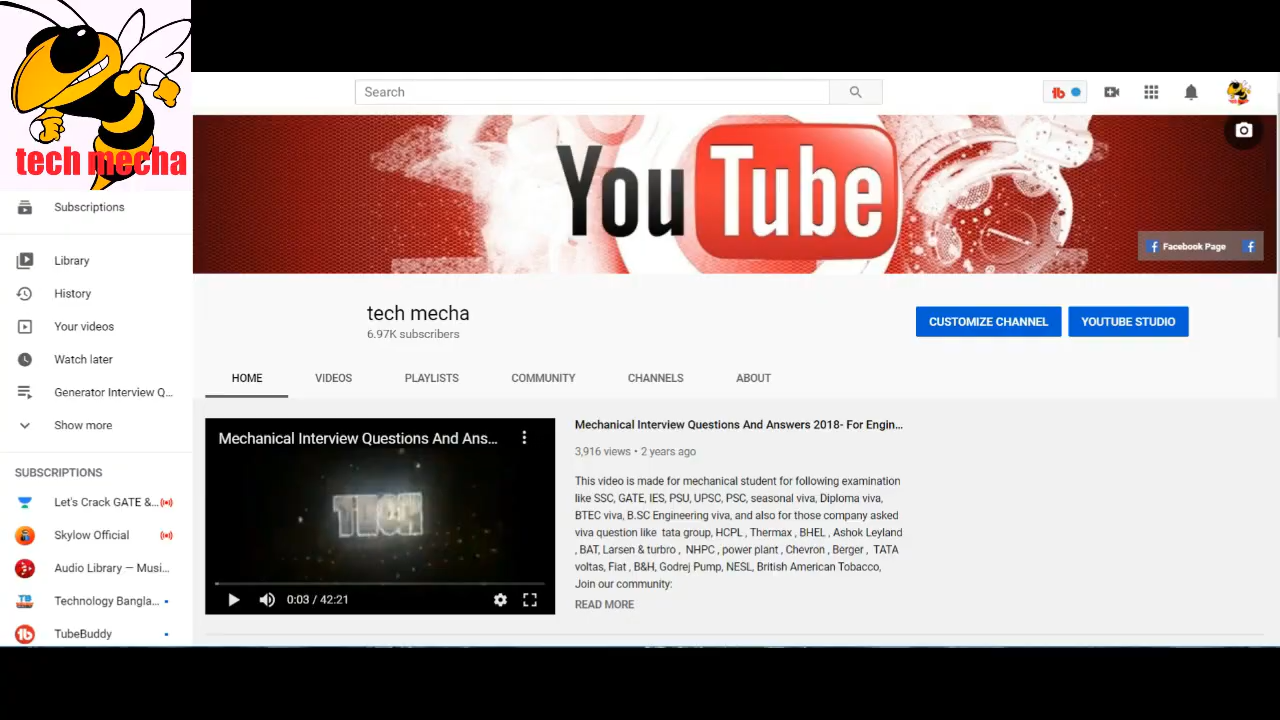 tech mecha
Search
YouTube
Facebook Page
Subscriptions
Library
History
Your videos
Watch later
Generator Interview Q...
Show more
SUBSCRIPTIONS
Let's Crack GATE &...
Skylow Official
Audio Library — Musi...
Technology Bangla...
TubeBuddy
tech mecha
6.97K subscribers
CUSTOMIZE CHANNEL
YOUTUBE STUDIO
HOME VIDEOS PLAYLISTS COMMUNITY CHANNELS ABOUT
Mechanical Interview Questions And Ans...
TECH
0:03 / 42:21
Mechanical Interview Questions And Answers 2018- For Engin...
3,916 views • 2 years ago
This video is made for mechanical student for following examination
like SSC, GATE, IES, PSU, UPSC, PSC, seasonal viva, Diploma viva,
BTEC viva, B.SC Engineering viva, and also for those company asked
viva question like tata group, HCPL , Thermax , BHEL , Ashok Leyland
, BAT, Larsen & turbro , NHPC , power plant , Chevron , Berger , TATA
voltas, Fiat , B&H, Godrej Pump, NESL, British American Tobacco,
Join our community:
READ MORE